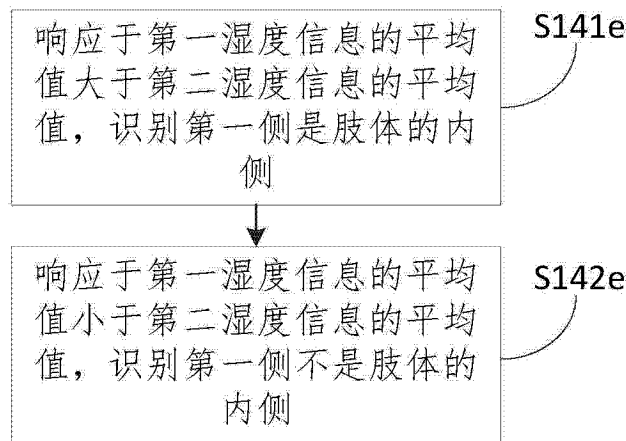 响应于第一湿度信息的平均
值大于第二湿度信息的平均
值，识别第一侧是肢体的内
侧
S141e
响应于第一湿度信息的平均
值小于第二湿度信息的平均
值，识别第一侧不是肢体的
内侧
S142e